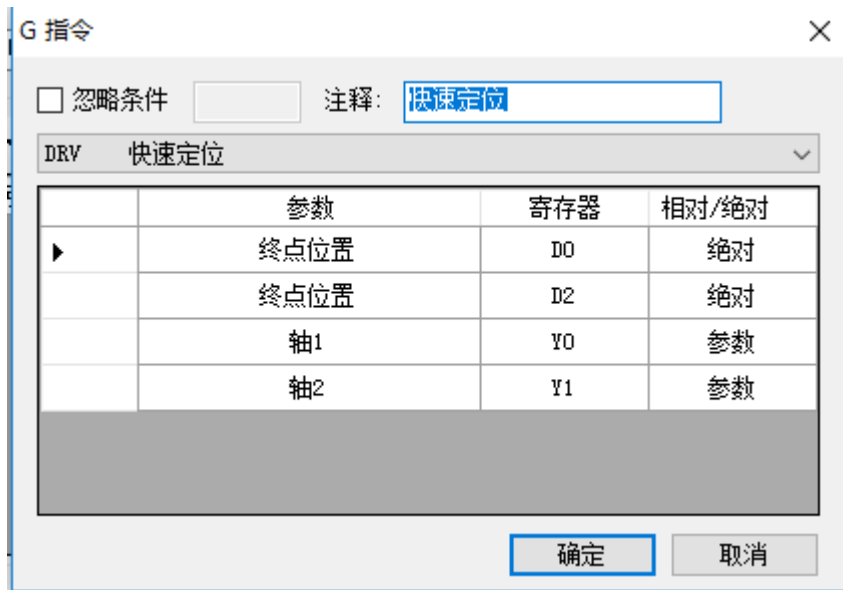 G 指令
忽略条件 注释: 快速定位
DRV 快速定位
参数 寄存器 相对/绝对
终点位置 D0 绝对
终点位置 D2 绝对
轴1 Y0 参数
轴2 Y1 参数
确定 取消